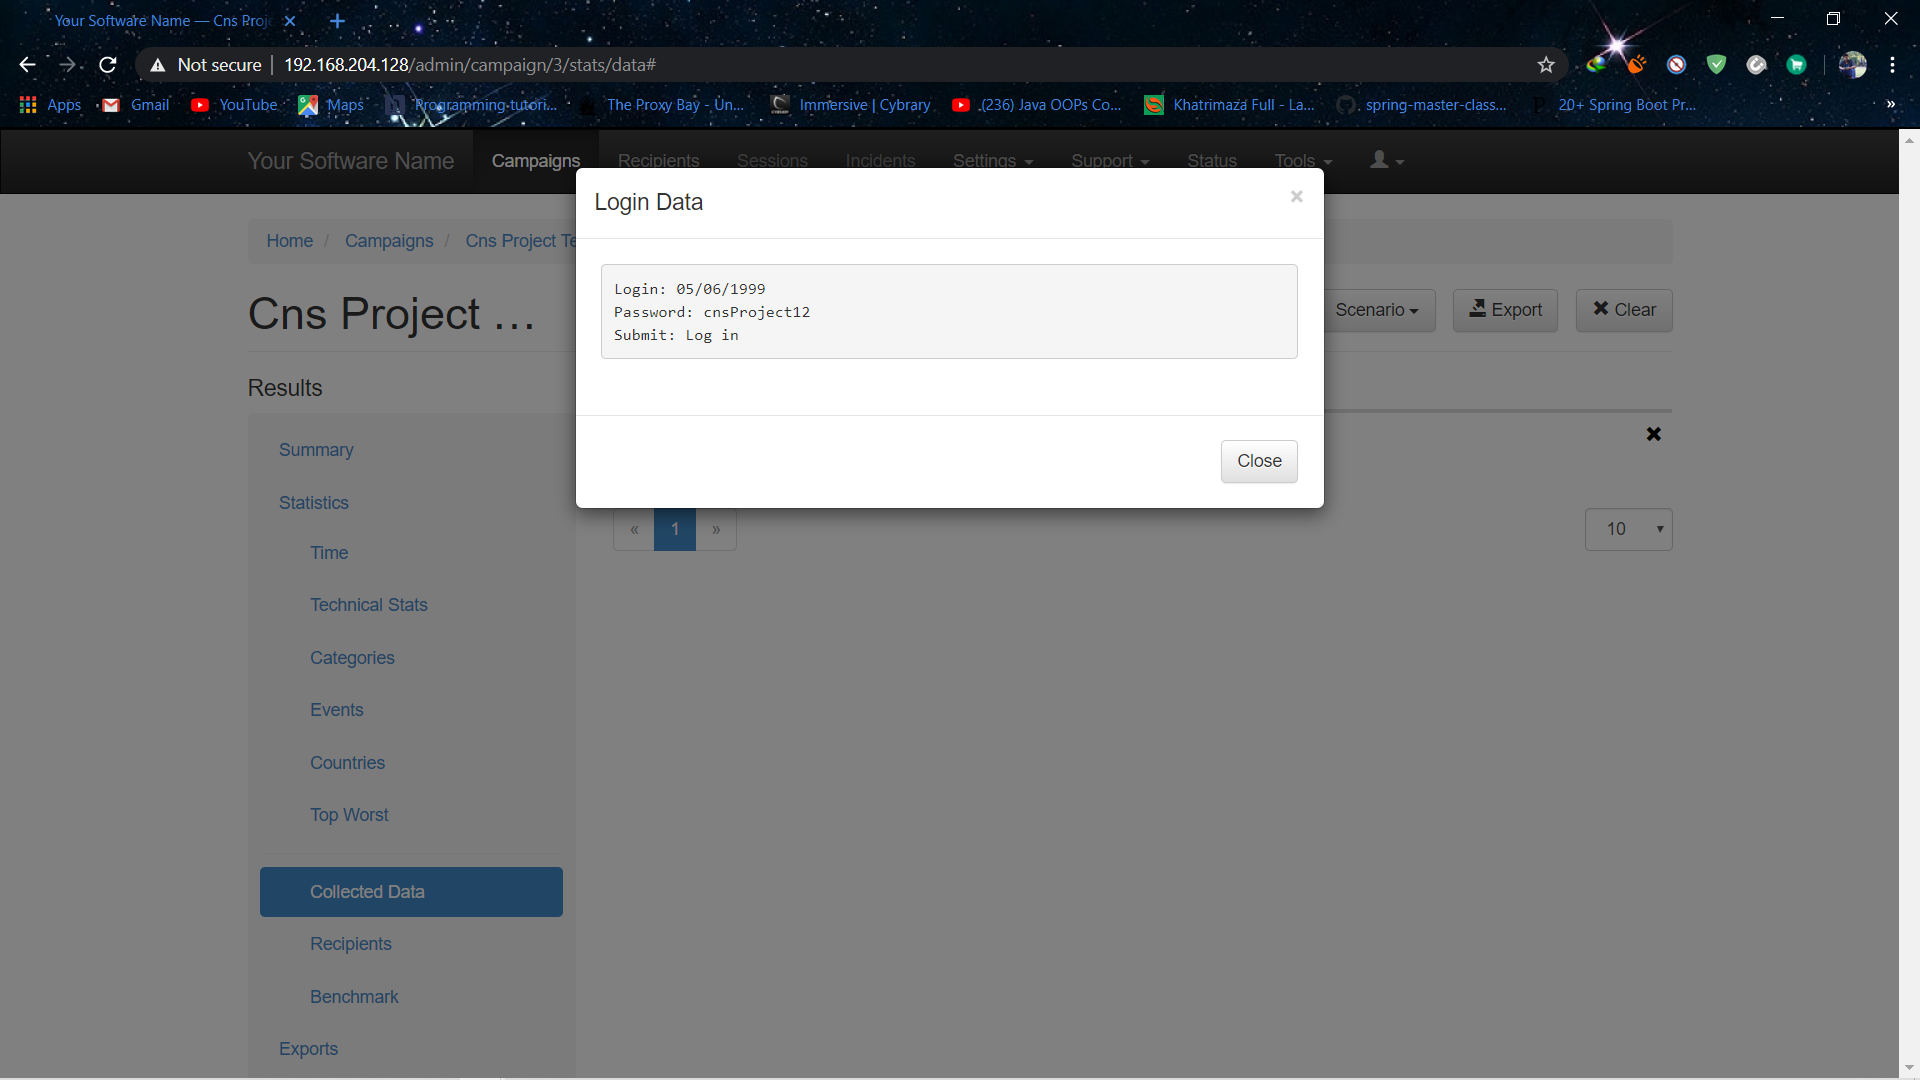 Your Software Name — Cns Proje
Not secure | 192.168.204.128/admin/campaign/3/stats/data#
Apps Gmail YouTube Maps Programming-tutori... The Proxy Bay - Un... Immersive | Cybrary (236) Java OOPs Co... Khatrimaza Full - La... spring-master-class... 20+ Spring Boot Pr... »
Your Software Name Campaigns Recipients Sessions Incidents Settings Support Status Tools
Login Data ×
Home / Campaigns / Cns Project Te
Login: 05/06/1999
Password: cnsProject12
Submit: Log in
Cns Project ...
Scenario Export Clear
Results
Close
Summary
Statistics
« 1 » 10
Time
Technical Stats
Categories
Events
Countries
Top Worst
Collected Data
Recipients
Benchmark
Exports